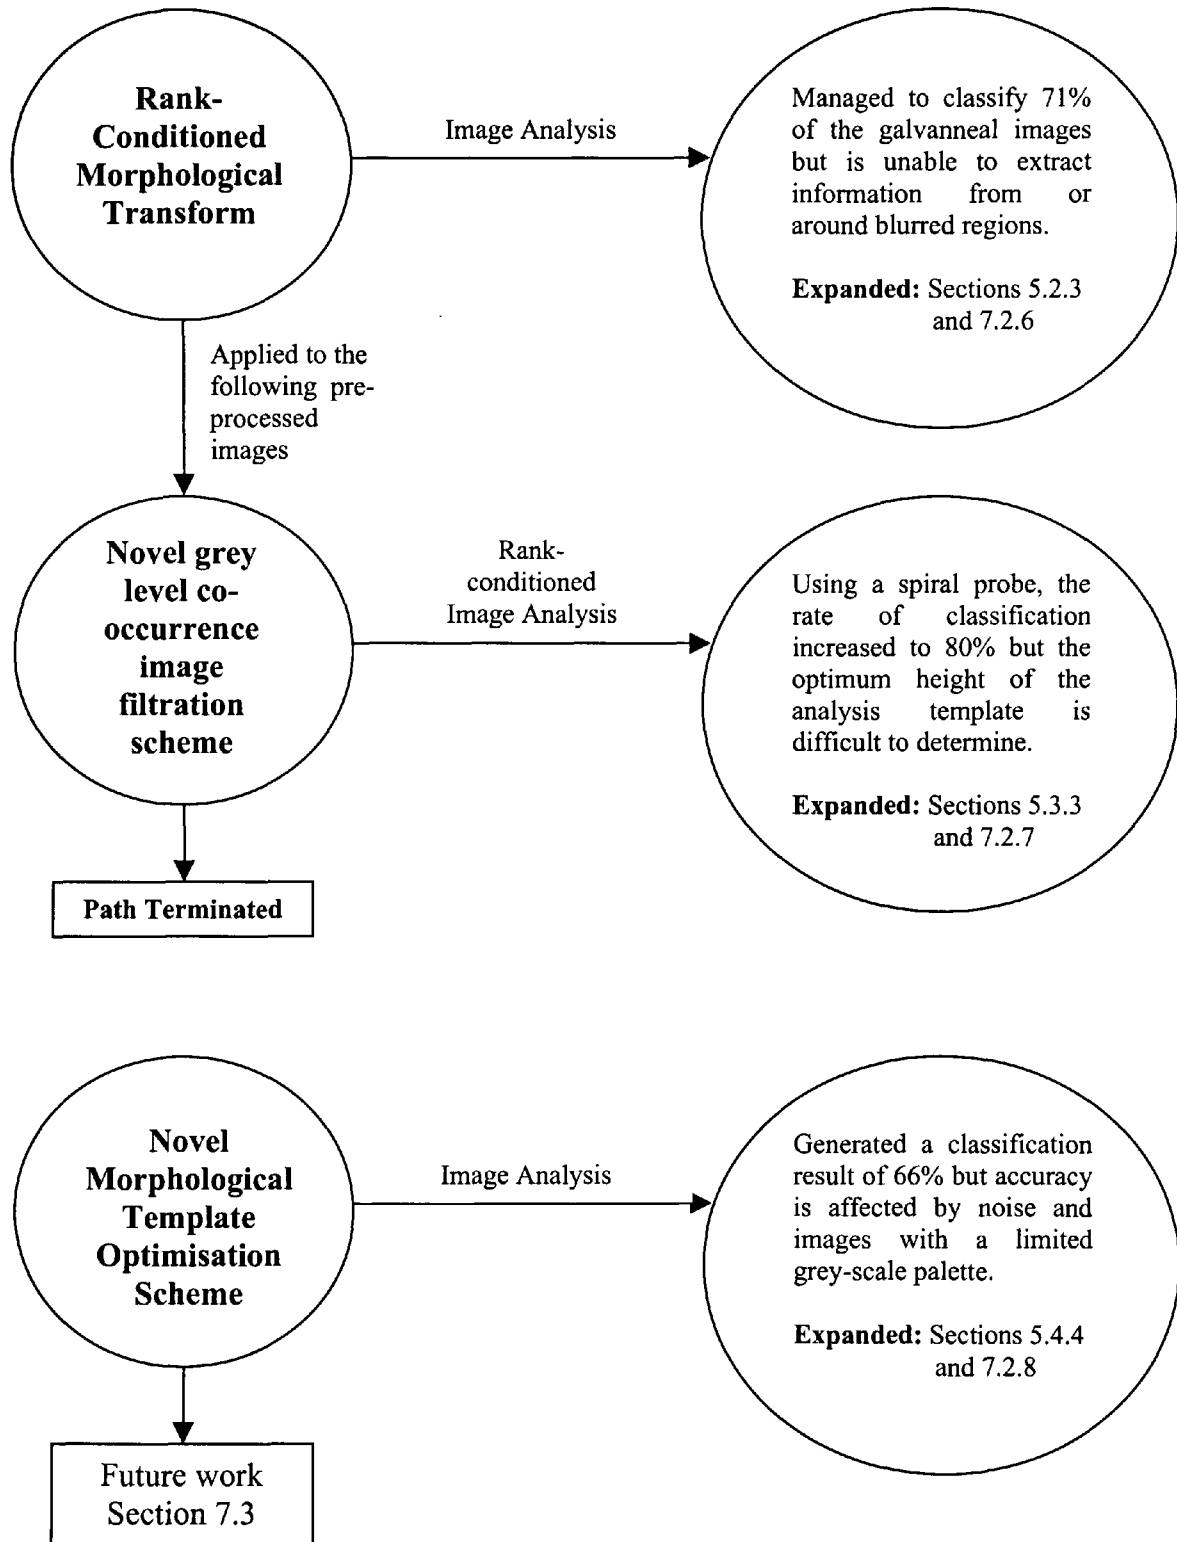 Rank-
Conditioned
Morphological
Transform
Image Analysis
Managed to classify 71%
of the galvanneal images
but is unable to extract
information from or
around blurred regions.
Expanded: Sections 5.2.3
and 7.2.6
Applied to the
following pre-
processed
images
Novel grey
level co-
occurrence
image
filtration
scheme
Rank-
conditioned
Image Analysis
Using a spiral probe, the
rate of classification
increased to 80% but the
optimum height of the
analysis template is
difficult to determine.
Expanded: Sections 5.3.3
and 7.2.7
Path Terminated
Novel
Morphological
Template
Optimisation
Scheme
Image Analysis
Generated a classification
result of 66% but accuracy
is affected by noise and
images with a limited
grey-scale palette.
Expanded: Sections 5.4.4
and 7.2.8
Future work
Section 7.3